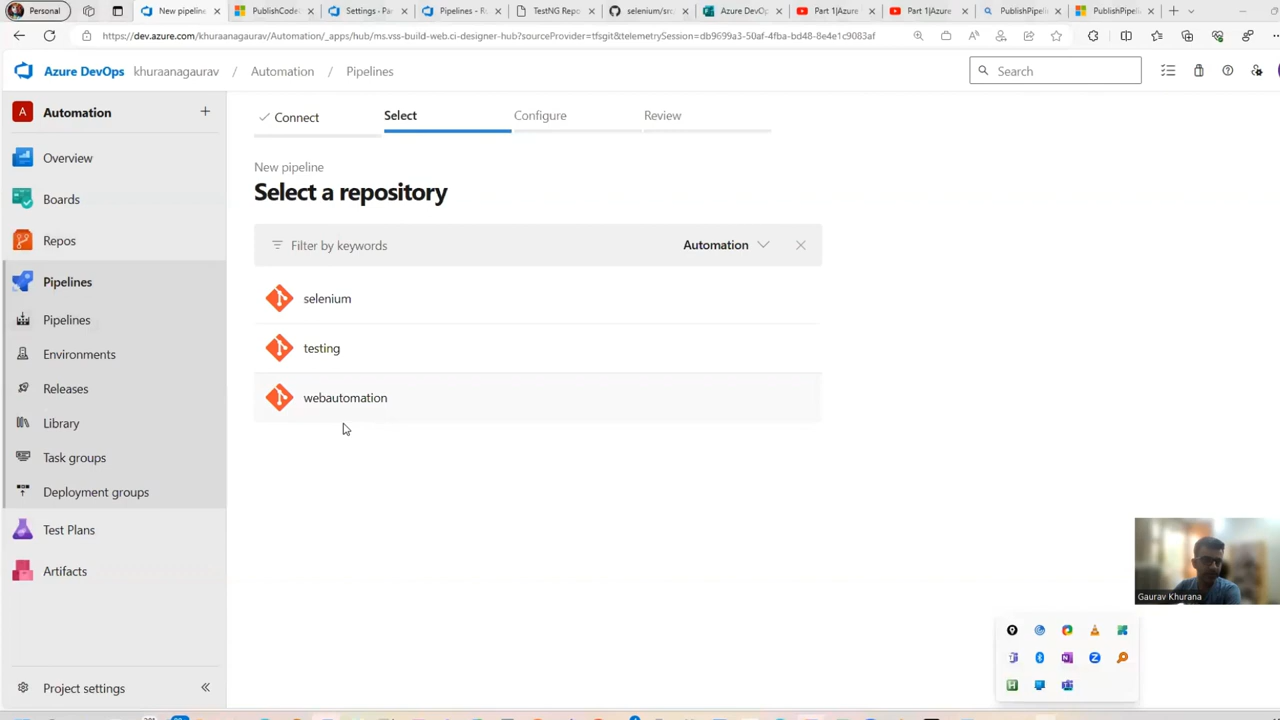 Personal
New pipeline
PublishCode
Settings - Pa
Pipelines - R
TestNG Repo
selenium/src
Azure DevO
Part 1|Azure
Part 1|Azure
PublishPipelin
PublishPipelin
https://dev.azure.com/khuraanagaurav/Automation/_apps/hub/ms.vss-build-web.ci-designer-hub?sourceProvider=tfsgit&telemetrySession=db9699a3-50af-4fba-bd48-8e4e1c9083af
Azure DevOps khuraanagaurav / Automation / Pipelines
Search
A Automation +
Connect Select Configure Review
Overview
Boards
Repos
Pipelines
Pipelines
Environments
Releases
Library
Task groups
Deployment groups
Test Plans
Artifacts
Project settings
New pipeline
Select a repository
Filter by keywords Automation
selenium
testing
webautomation
Gaurav Khurana